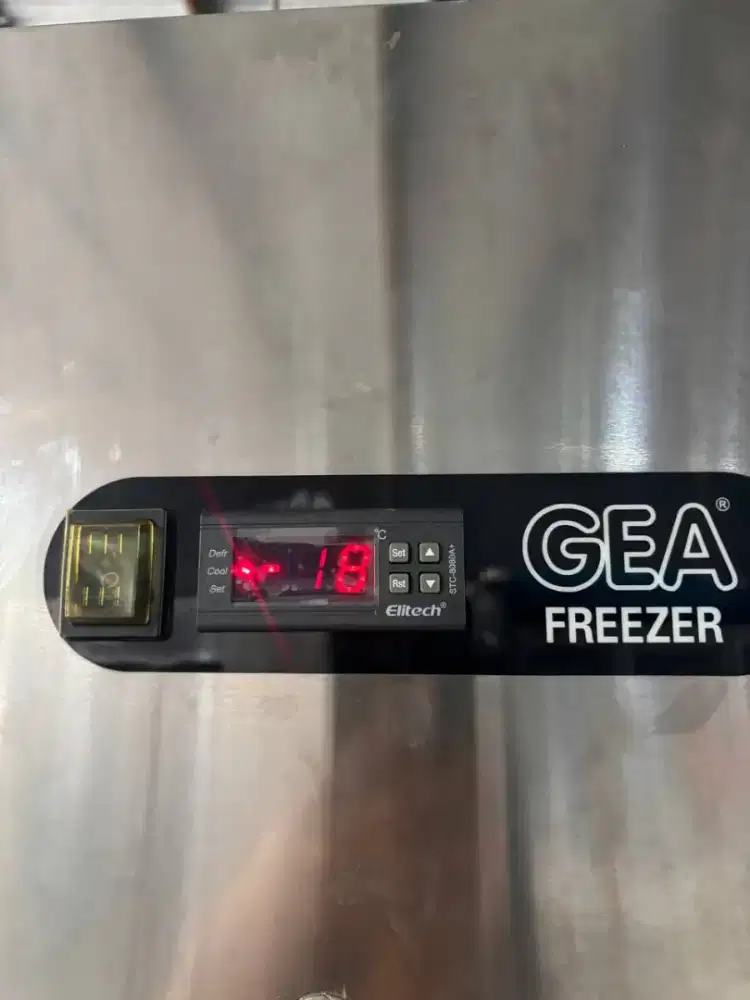 °C
Defr
Cool
Set
-18
Set
Rst
STC-8080A+
Elitech®
GEA®
FREEZER